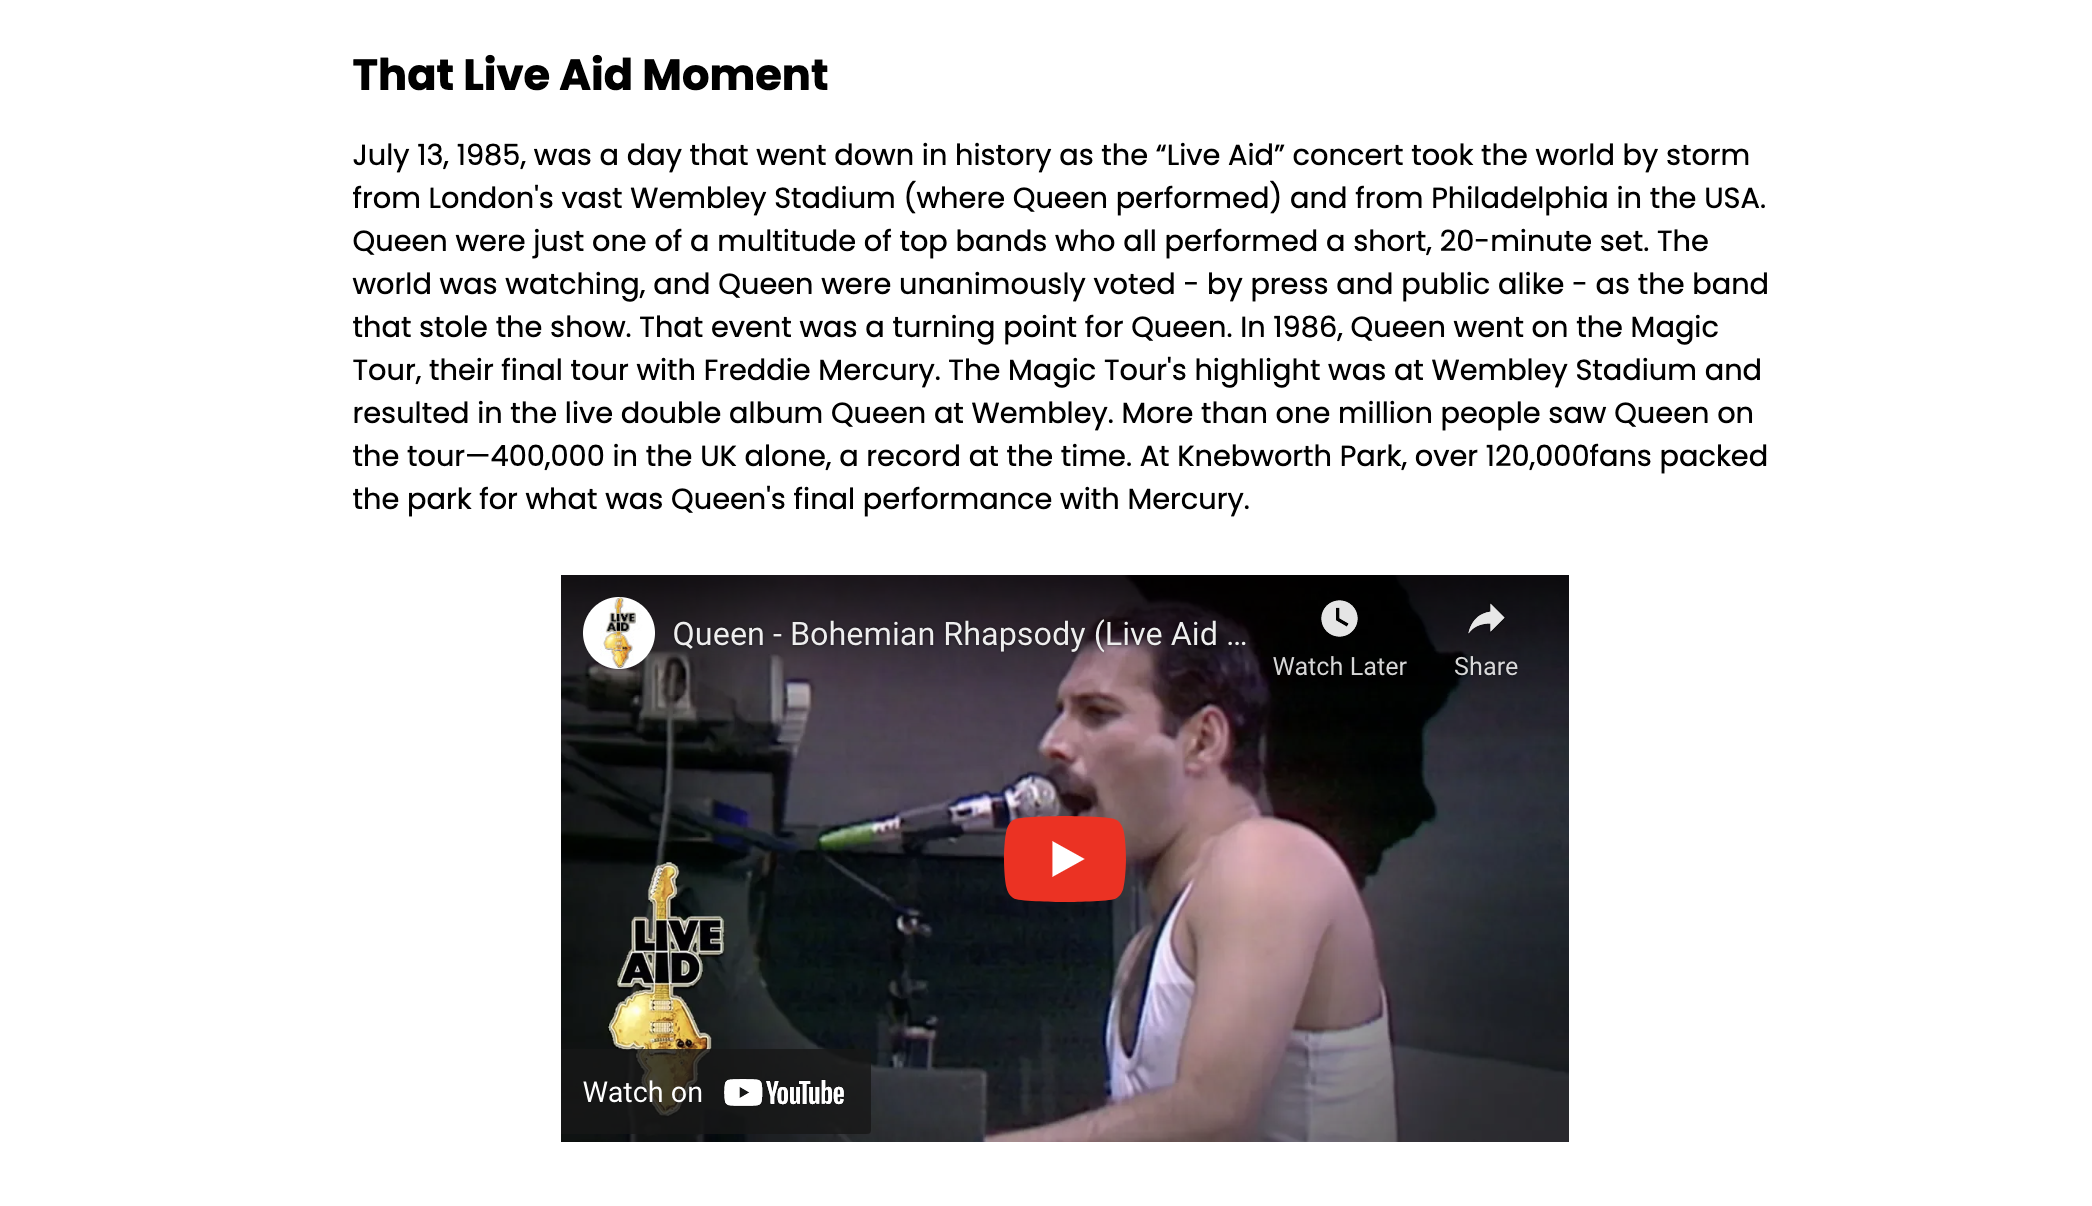 That Live Aid Moment
July 13, 1985, was a day that went down in history as the “Live Aid” concert took the world by storm
from London's vast Wembley Stadium (where Queen performed) and from Philadelphia in the USA.
Queen were just one of a multitude of top bands who all performed a short, 20-minute set. The
world was watching, and Queen were unanimously voted - by press and public alike - as the band
that stole the show. That event was a turning point for Queen. In 1986, Queen went on the Magic
Tour, their final tour with Freddie Mercury. The Magic Tour's highlight was at Wembley Stadium and
resulted in the live double album Queen at Wembley. More than one million people saw Queen on
the tour—400,000 in the UK alone, a record at the time. At Knebworth Park, over 120,000fans packed
the park for what was Queen's final performance with Mercury.
LIVE
AID
Queen - Bohemian Rhapsody (Live Aid ...
Watch Later
Share
LIVE
AID
Watch on YouTube